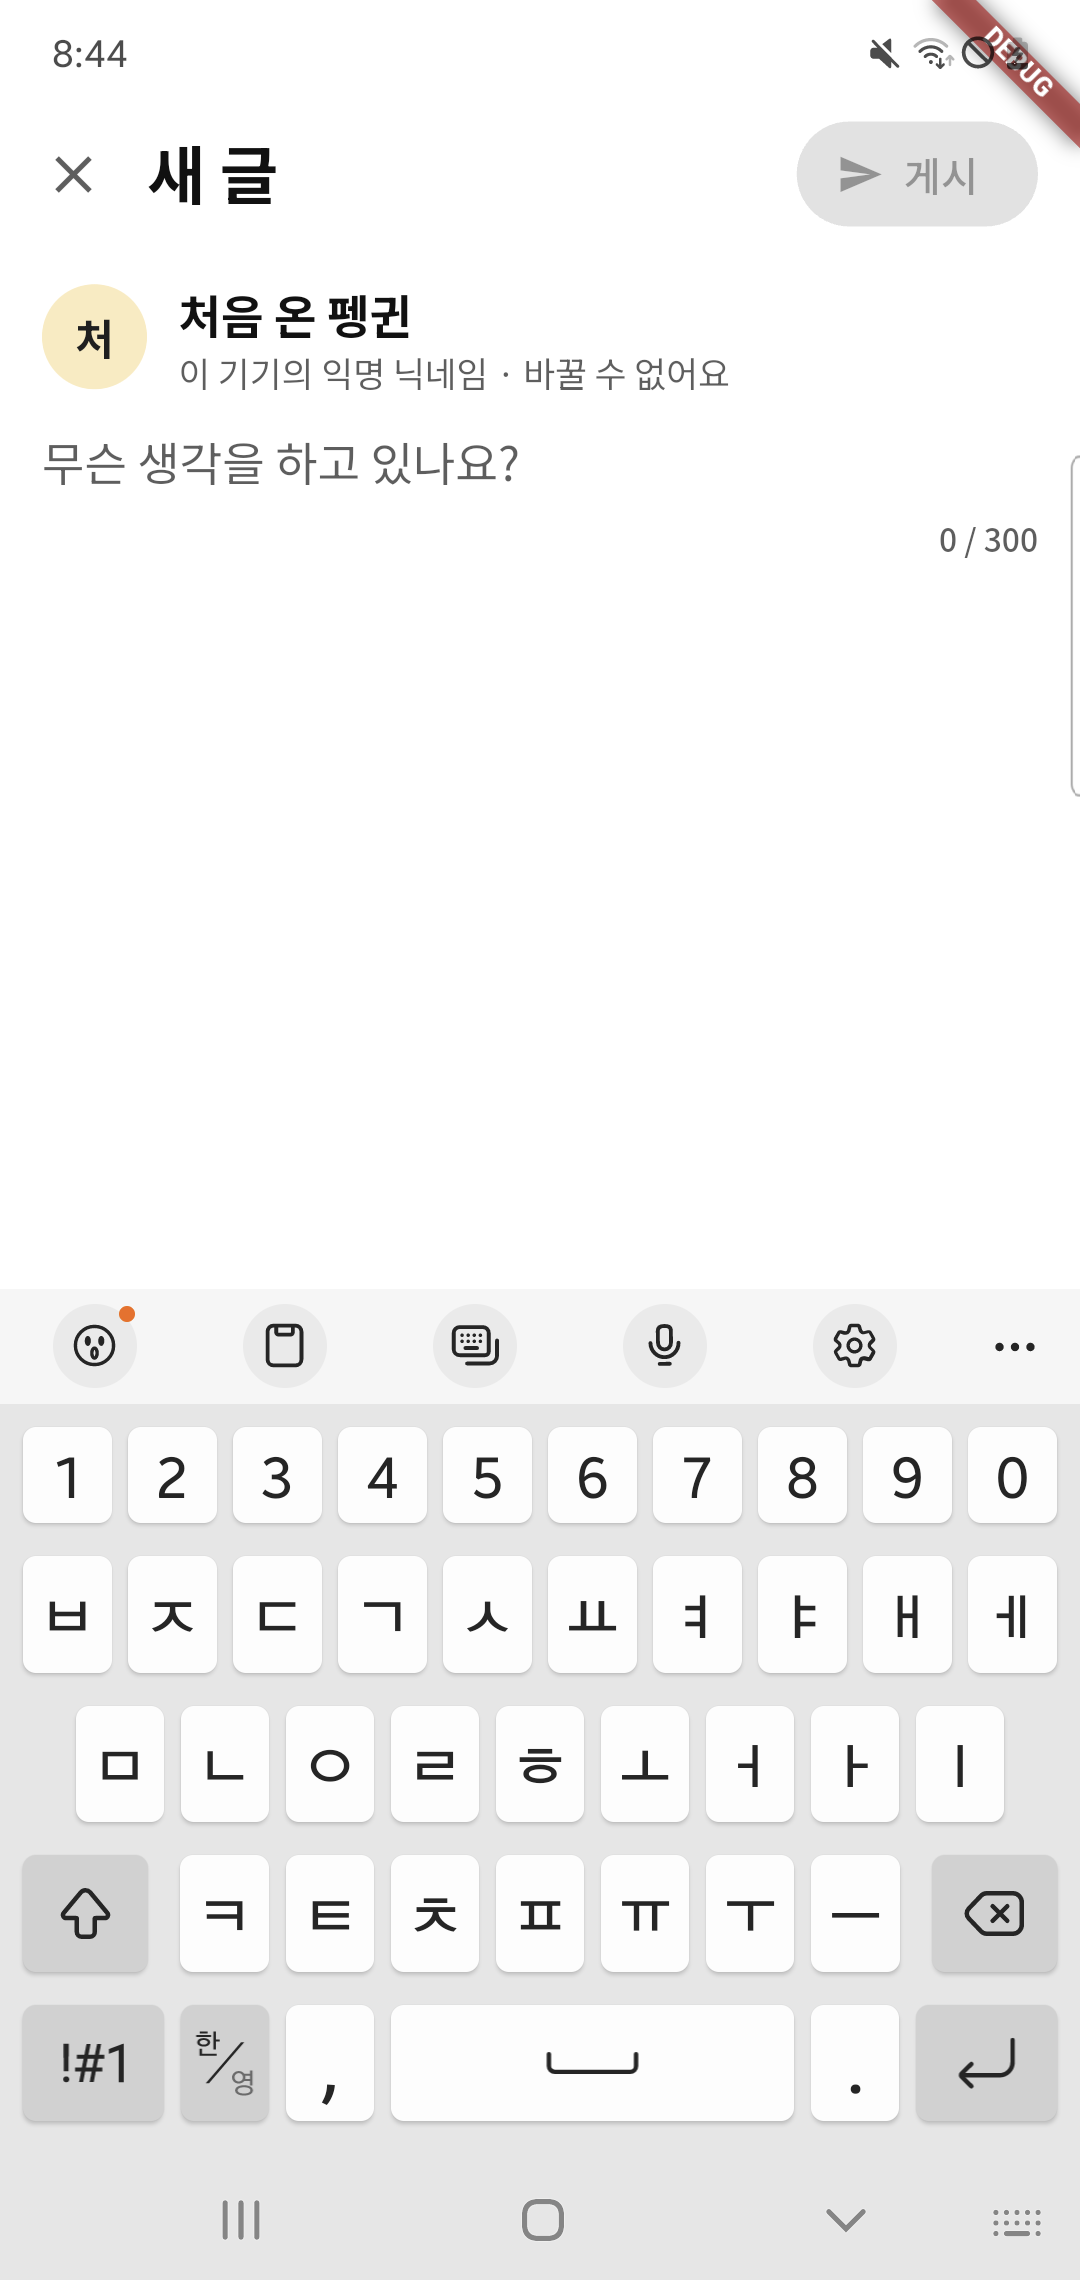 8:44
DEBUG
새 글
게시
처
처음 온 펭귄
이 기기의 익명 닉네임 · 바꿀 수 없어요
무슨 생각을 하고 있나요?
0 / 300
1 2 3 4 5 6 7 8 9 0
ㅂ ㅈ ㄷ ㄱ ㅅ ㅛ ㅕ ㅑ ㅐ ㅔ
ㅁ ㄴ ㅇ ㄹ ㅎ ㅗ ㅓ ㅏ ㅣ
ㅋ ㅌ ㅊ ㅍ ㅠ ㅜ ㅡ
!#1 한/영 , .